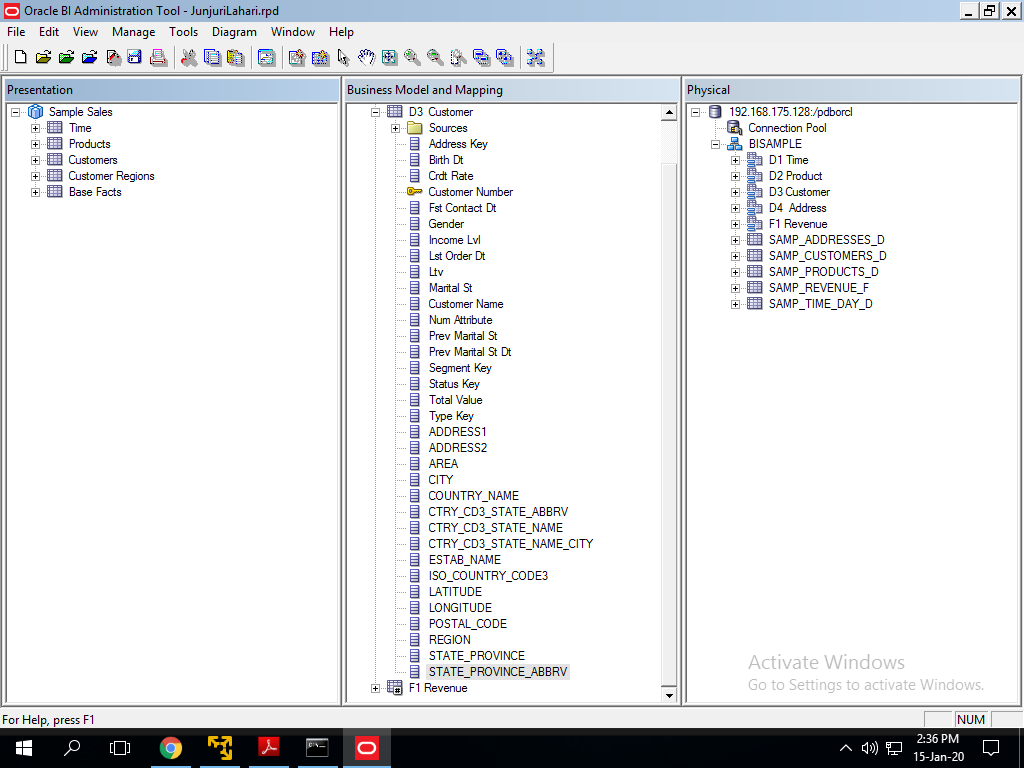 Oracle BI Administration Tool - JunjuriLahari.rpd
File Edit View Manage Tools Diagram Window Help
Presentation
Sample Sales
Time
Products
Customers
Customer Regions
Base Facts
Business Model and Mapping
D3 Customer
Sources
Address Key
Birth Dt
Crdt Rate
Customer Number
Fst Contact Dt
Gender
Income Lvl
Lst Order Dt
Ltv
Marital St
Customer Name
Num Attribute
Prev Marital St
Prev Marital St Dt
Segment Key
Status Key
Total Value
Type Key
ADDRESS1
ADDRESS2
AREA
CITY
COUNTRY_NAME
CTRY_CD3_STATE_ABBRV
CTRY_CD3_STATE_NAME
CTRY_CD3_STATE_NAME_CITY
ESTAB_NAME
ISO_COUNTRY_CODE3
LATITUDE
LONGITUDE
POSTAL_CODE
REGION
STATE_PROVINCE
STATE_PROVINCE_ABBRV
F1 Revenue
Physical
192.168.175.128:/pdborcl
Connection Pool
BISAMPLE
D1 Time
D2 Product
D3 Customer
D4 Address
F1 Revenue
SAMP_ADDRESSES_D
SAMP_CUSTOMERS_D
SAMP_PRODUCTS_D
SAMP_REVENUE_F
SAMP_TIME_DAY_D
Activate Windows
Go to Settings to activate Windows.
For Help, press F1
NUM
2:36 PM
15-Jan-20